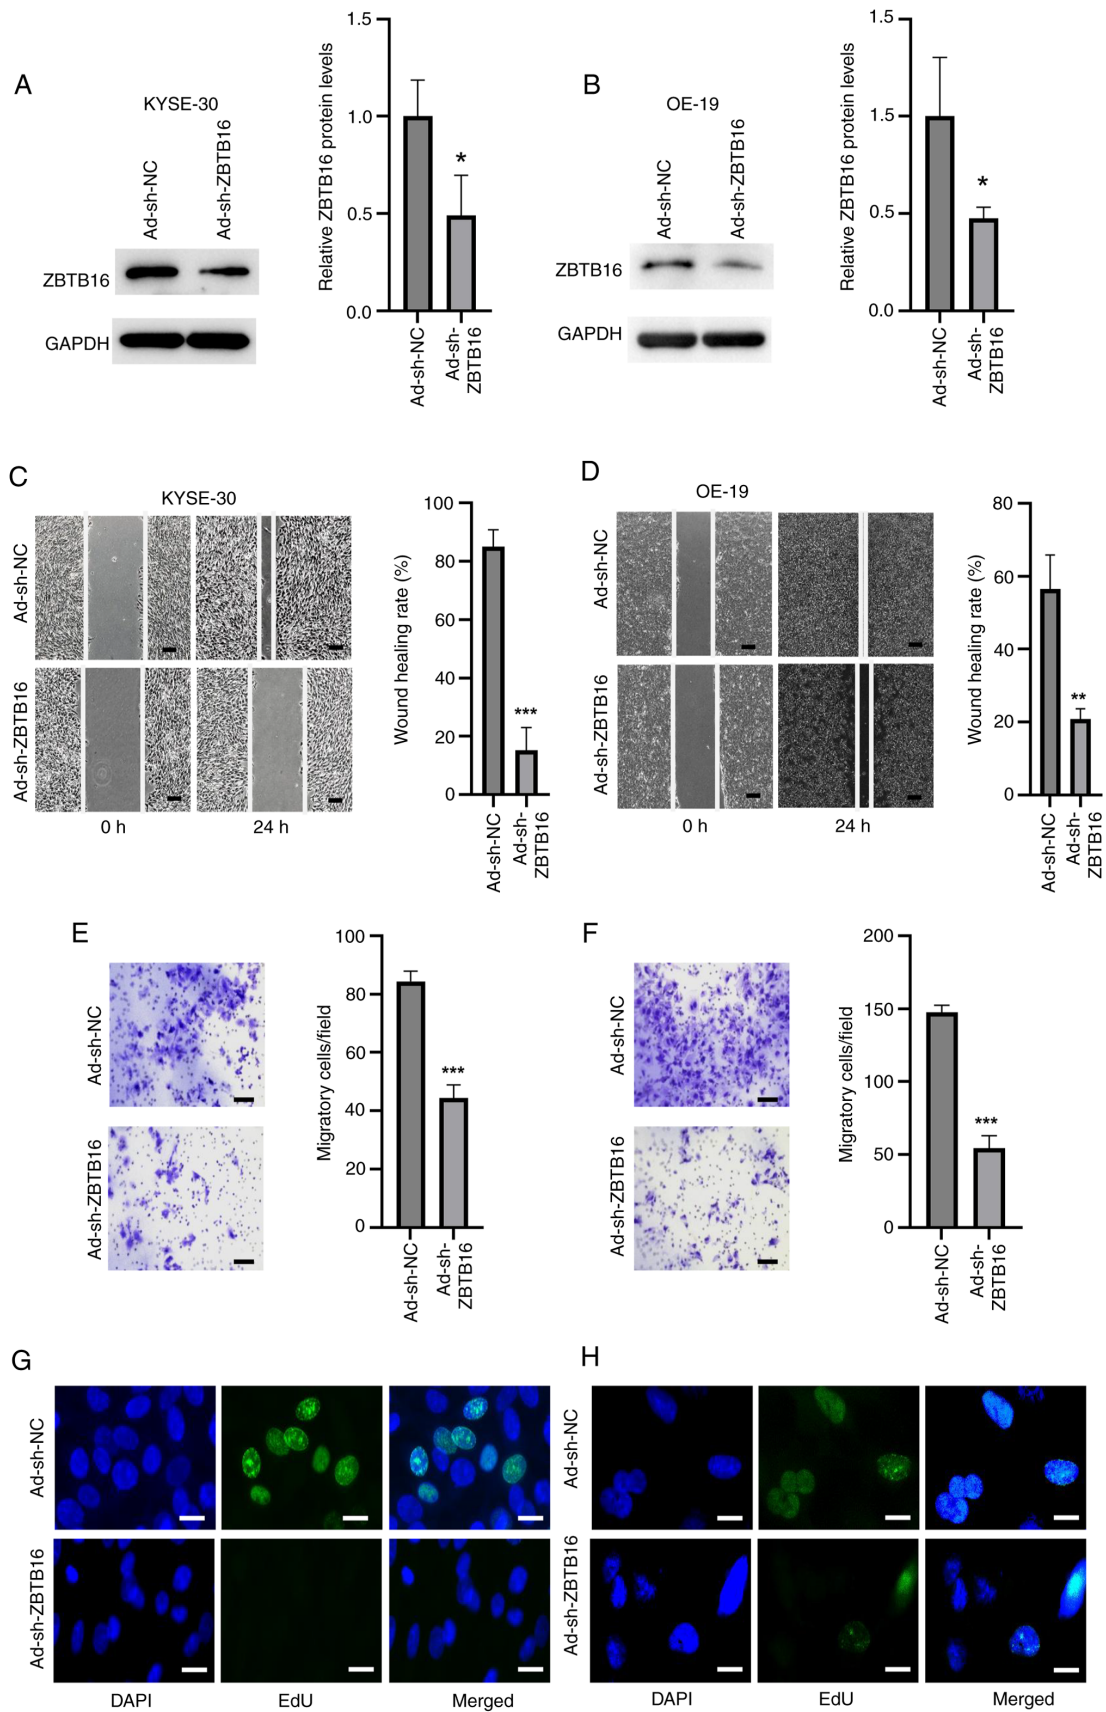 A
KYSE-30
Ad-sh-NC
Ad-sh-ZBTB16
ZBTB16
GAPDH
Relative ZBTB16 protein levels
1.5
1.0
0.5
0.0
*
Ad-sh-NC
Ad-sh-
ZBTB16
B
OE-19
Ad-sh-NC
Ad-sh-ZBTB16
ZBTB16
GAPDH
Relative ZBTB16 protein levels
1.5
1.5
0.5
0.0
*
Ad-sh-NC
Ad-sh-
ZBTB16
C
KYSE-30
Ad-sh-NC
Ad-sh-ZBTB16
0 h
24 h
Wound healing rate (%)
100
80
60
40
20
0
***
Ad-sh-NC
Ad-sh-
ZBTB16
D
OE-19
Ad-sh-NC
Ad-sh-ZBTB16
0 h
24 h
Wound healing rate (%)
80
60
40
20
0
**
Ad-sh-NC
Ad-sh-
ZBTB16
E
Ad-sh-NC
Ad-sh-ZBTB16
Migratory cells/field
100
80
60
40
20
0
***
Ad-sh-NC
Ad-sh-
ZBTB16
F
Ad-sh-NC
Ad-sh-ZBTB16
Migratory cells/field
200
150
100
50
0
***
Ad-sh-NC
Ad-sh-
ZBTB16
G
Ad-sh-NC
Ad-sh-ZBTB16
DAPI
EdU
Merged
H
Ad-sh-NC
Ad-sh-ZBTB16
DAPI
EdU
Merged